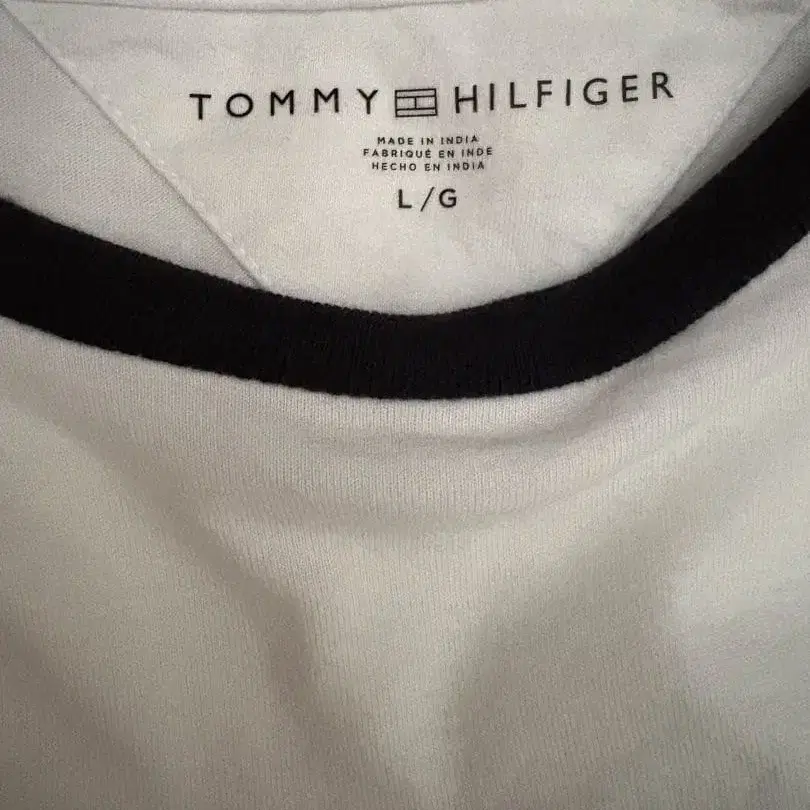 TOMMY HILFIGER
MADE IN INDIA
FABRIQUÉ EN INDE
HECHO EN INDIA
L/G